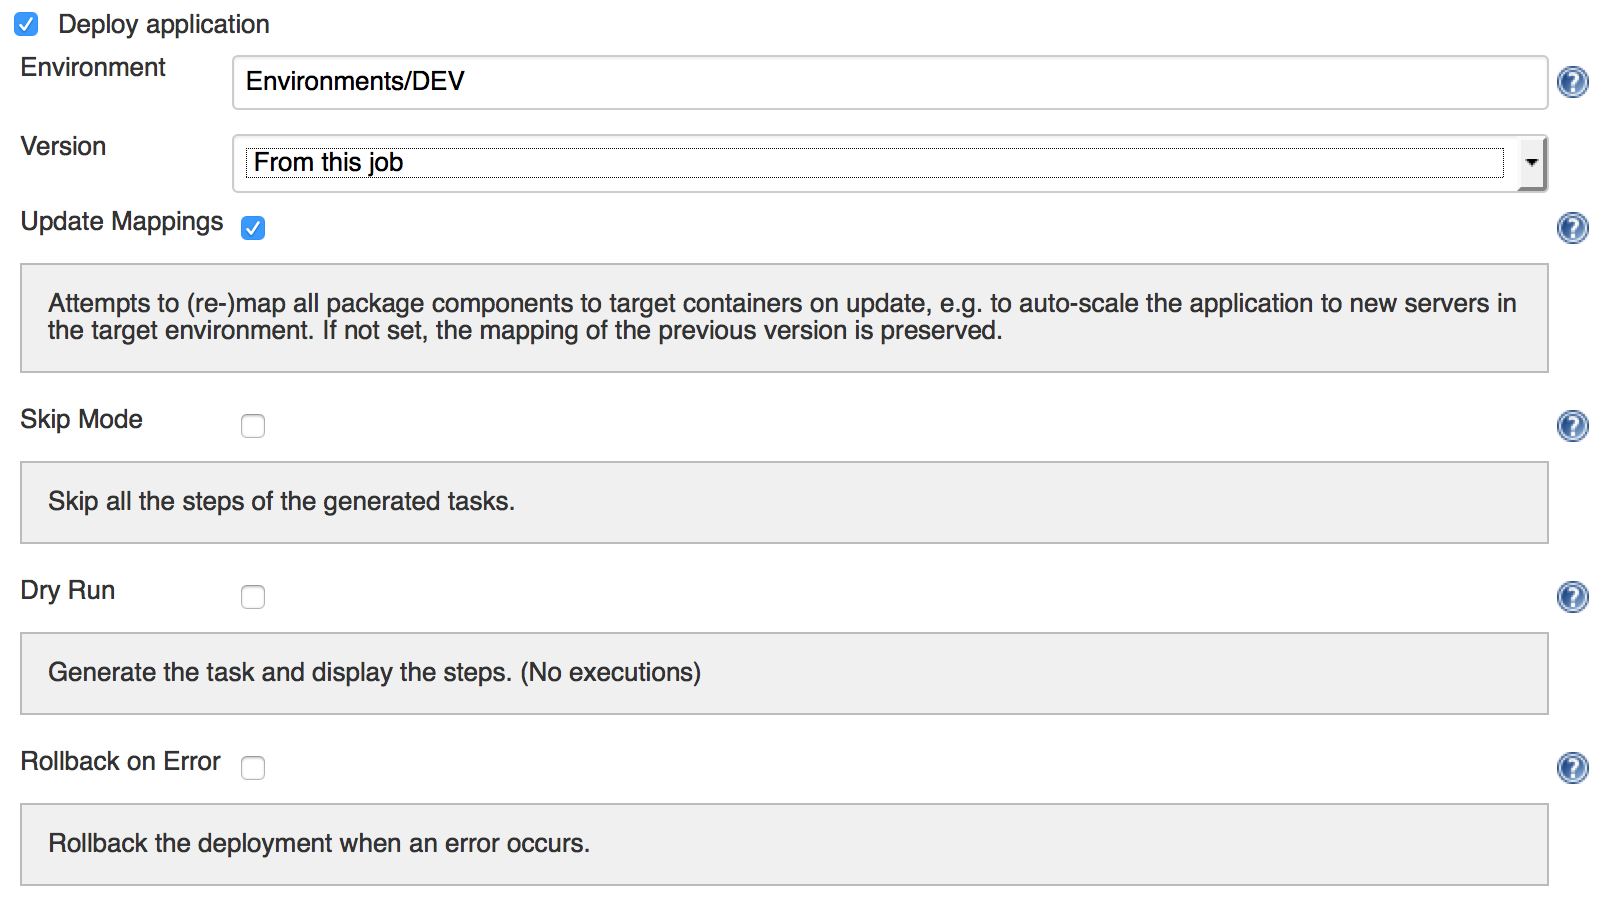 Deploy application
Environment
Environments/DEV
Version
From this job
Update Mappings
Attempts to (re-)map all package components to target containers on update, e.g. to auto-scale the application to new servers in
the target environment. If not set, the mapping of the previous version is preserved.
Skip Mode
Skip all the steps of the generated tasks.
Dry Run
Generate the task and display the steps. (No executions)
Rollback on Error
Rollback the deployment when an error occurs.